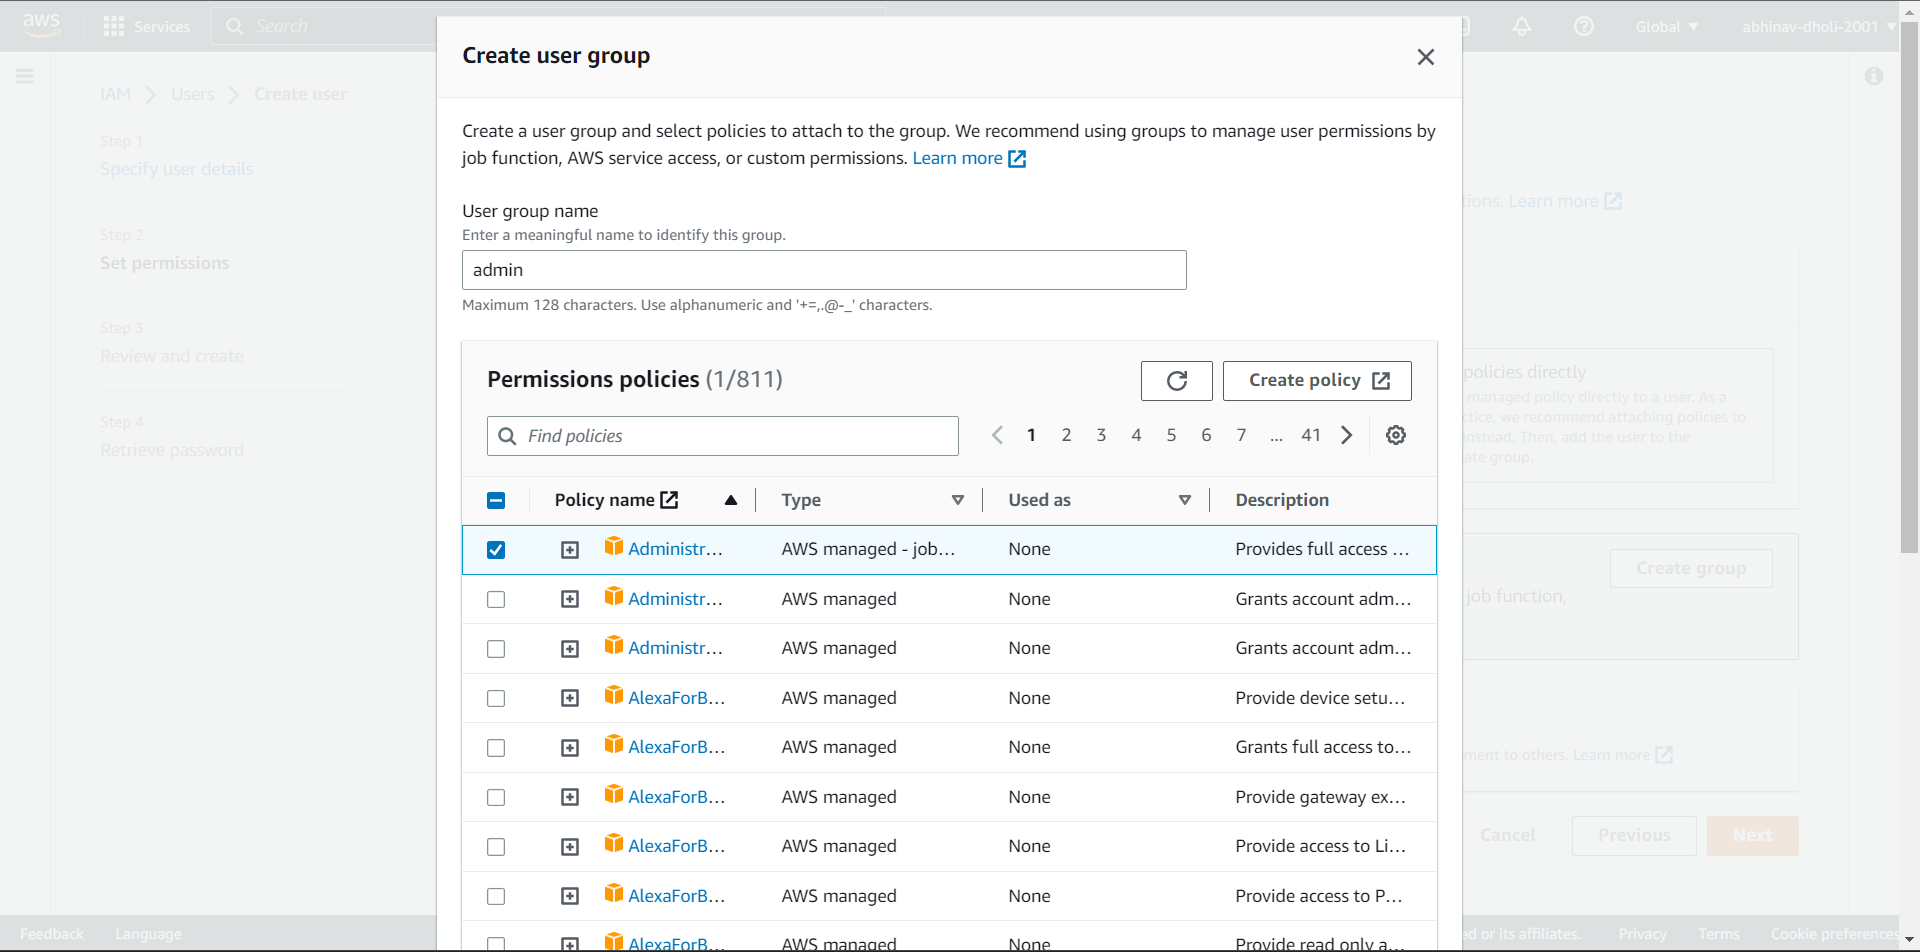 aws
Services
Search
Global
abhinav-dholi-2001
IAM
Users
Create user
Step 1
Specify user details
Step 2
Set permissions
Step 3
Review and create
Step 4
Retrieve password
Create user group
Create a user group and select policies to attach to the group. We recommend using groups to manage user permissions by
job function, AWS service access, or custom permissions. Learn more
User group name
Enter a meaningful name to identify this group.
admin
Maximum 128 characters. Use alphanumeric and '+=,.@-_' characters.
Permissions policies (1/811)
Create policy
Find policies
1 2 3 4 5 6 7 ... 41
Policy name Type Used as Description
Administr... AWS managed - job... None Provides full access ...
Administr... AWS managed None Grants account adm...
Administr... AWS managed None Grants account adm...
AlexaForB... AWS managed None Provide device setu...
AlexaForB... AWS managed None Grants full access to...
AlexaForB... AWS managed None Provide gateway ex...
AlexaForB... AWS managed None Provide access to Li...
AlexaForB... AWS managed None Provide access to P...
AlexaForB... AWS managed None Provide read only a...
tions. Learn more
policies directly
managed policy directly to a user. As a
ctice, we recommend attaching policies to
instead. Then, add the user to the
ate group.
Create group
job function,
ement to others. Learn more
Cancel
Previous
Next
Feedback
Language
ed or its affiliates.
Privacy
Terms
Cookie preferences